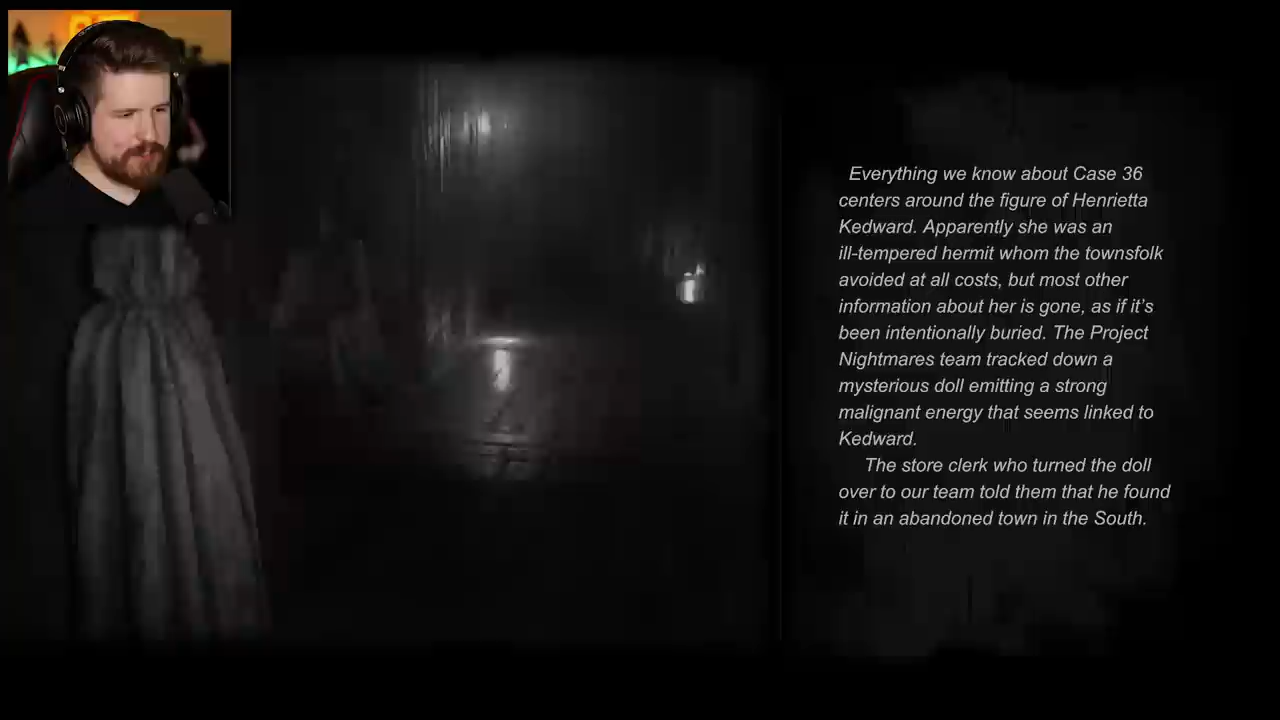 Everything we know about Case 36
centers around the figure of Henrietta
Kedward. Apparently she was an
ill-tempered hermit whom the townsfolk
avoided at all costs, but most other
information about her is gone, as if it's
been intentionally buried. The Project
Nightmares team tracked down a
mysterious doll emitting a strong
malignant energy that seems linked to
Kedward.
The store clerk who turned the doll
over to our team told them that he found
it in an abandoned town in the South.